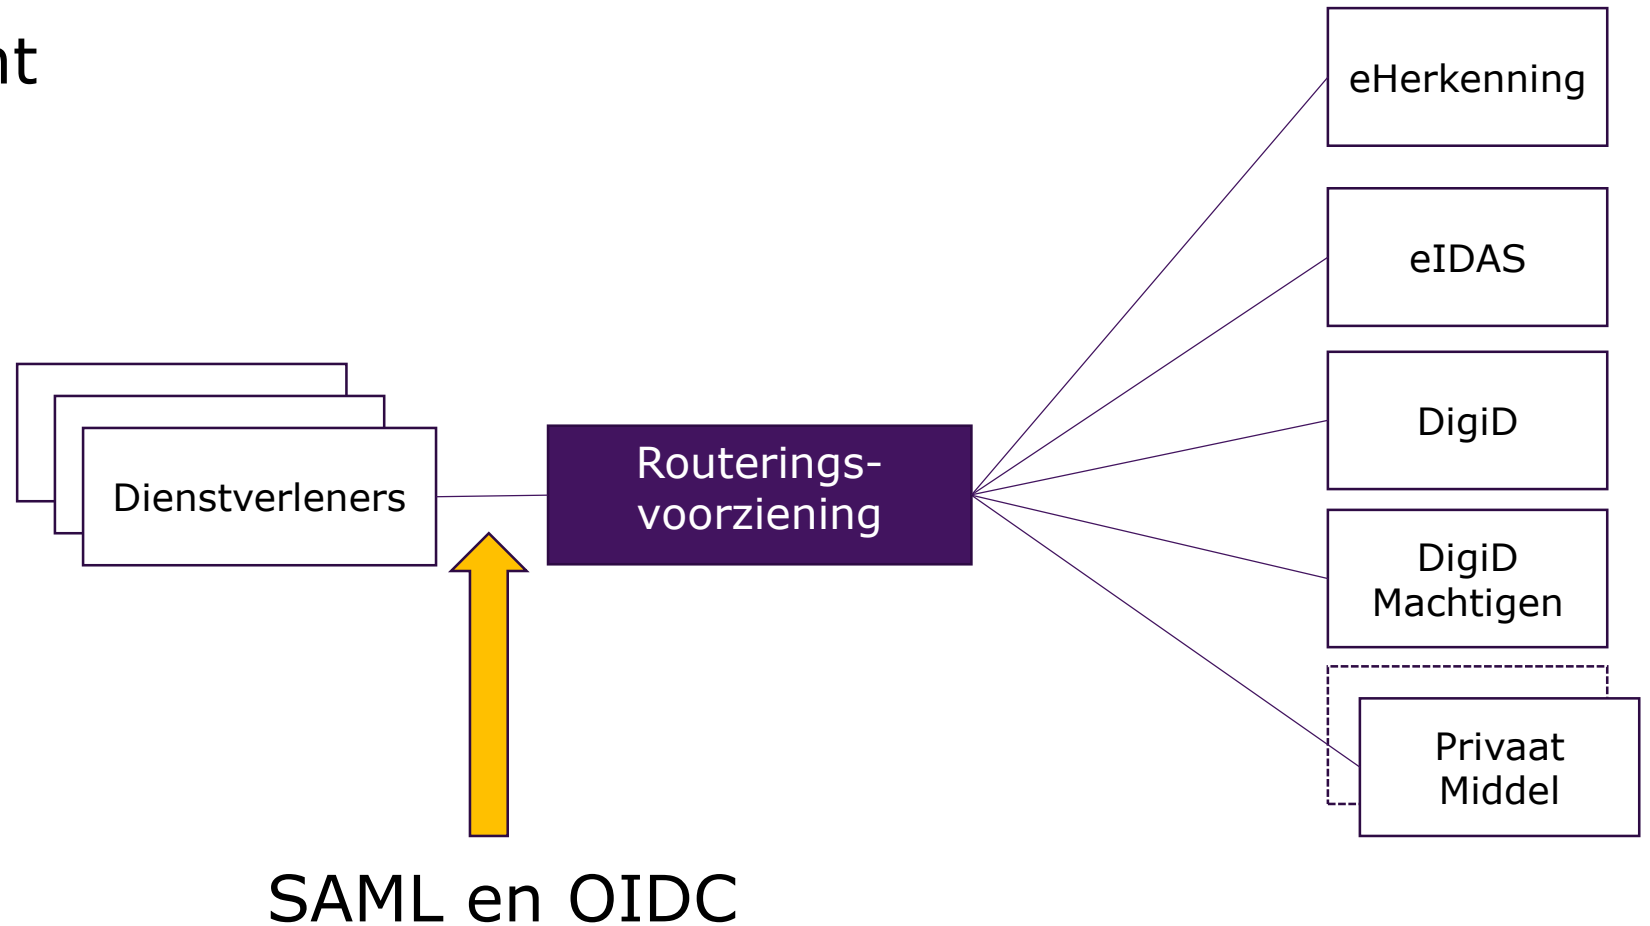 nt
eHerkenning
eIDAS
DigiD
Dienstverleners
Routerings-
voorziening
DigiD
Machtigen
Privaat
Middel
SAML en OIDC